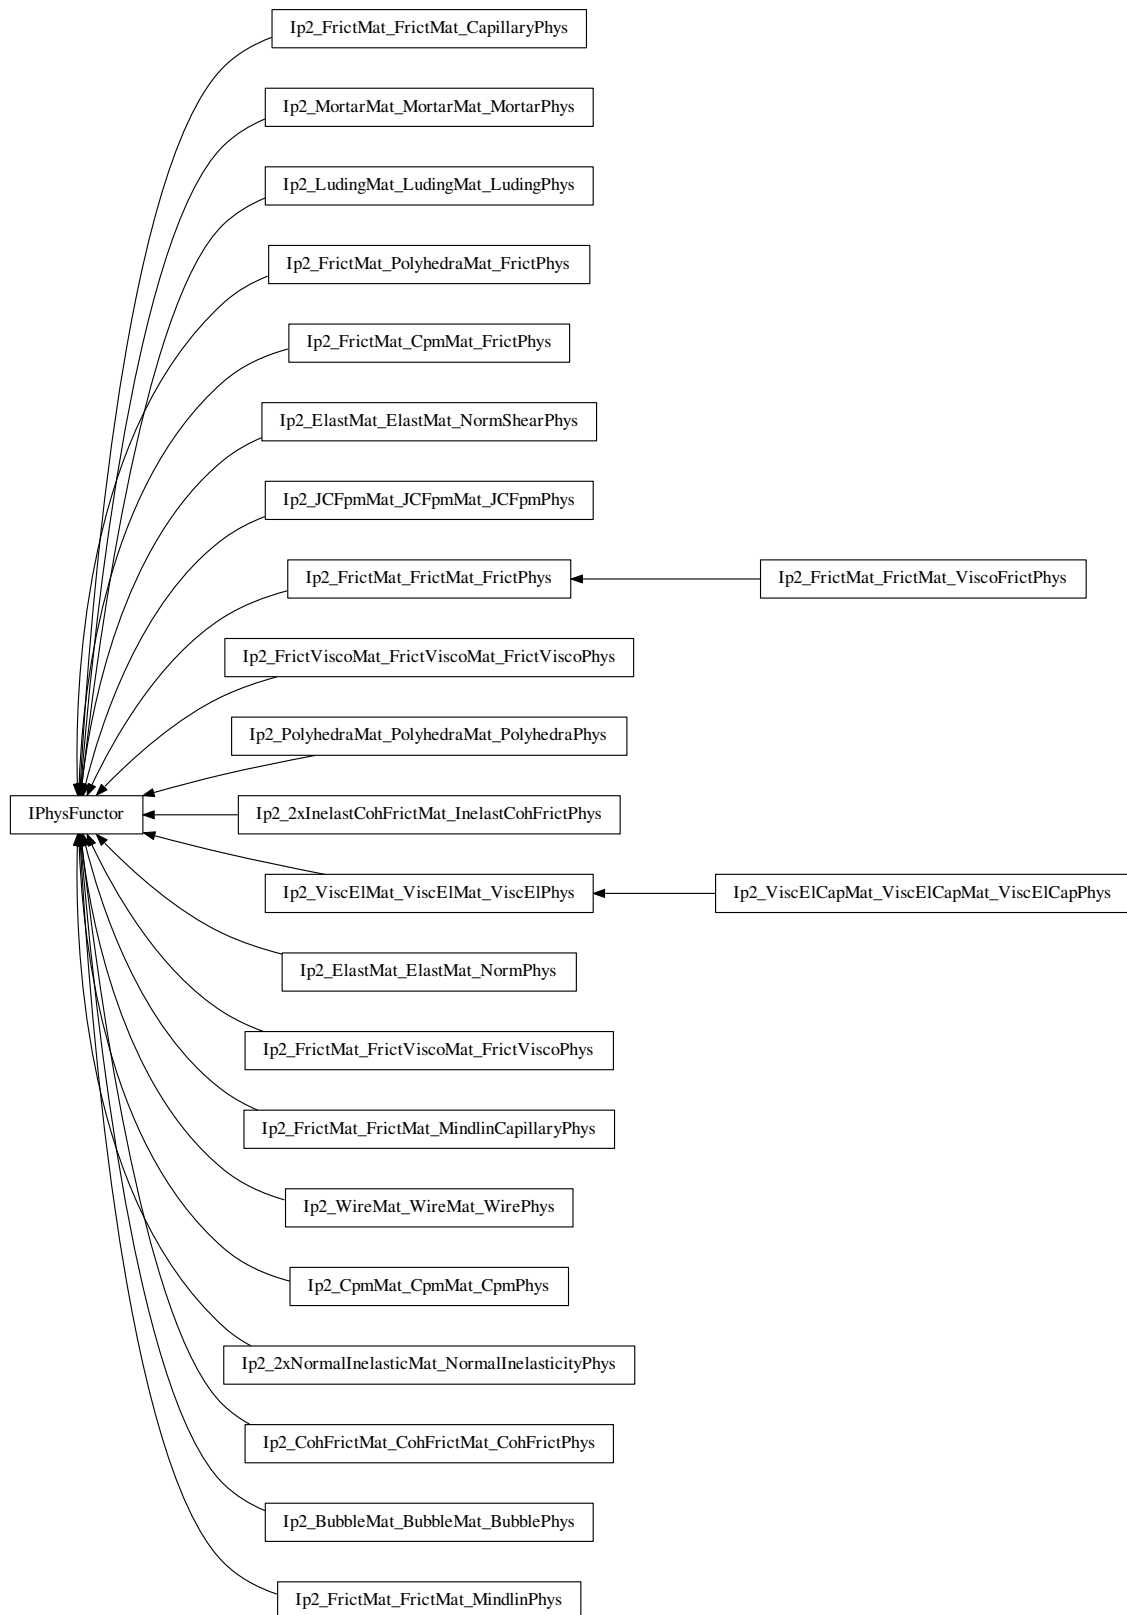 Ip2_FrictMat_FrictMat_CapillaryPhys
Ip2_MortarMat_MortarMat_MortarPhys
Ip2_LudingMat_LudingMat_LudingPhys
Ip2_FrictMat_PolyhedraMat_FrictPhys
Ip2_FrictMat_CpmMat_FrictPhys
Ip2_ElastMat_ElastMat_NormShearPhys
Ip2_JCFpmMat_JCFpmMat_JCFpmPhys
Ip2_FrictMat_FrictMat_FrictPhys
Ip2_FrictMat_FrictMat_ViscoFrictPhys
Ip2_FrictViscoMat_FrictViscoMat_FrictViscoPhys
Ip2_PolyhedraMat_PolyhedraMat_PolyhedraPhys
IPhysFunctor
Ip2_2xInelastCohFrictMat_InelastCohFrictPhys
Ip2_ViscElMat_ViscElMat_ViscElPhys
Ip2_ViscElCapMat_ViscElCapMat_ViscElCapPhys
Ip2_ElastMat_ElastMat_NormPhys
Ip2_FrictMat_FrictViscoMat_FrictViscoPhys
Ip2_FrictMat_FrictMat_MindlinCapillaryPhys
Ip2_WireMat_WireMat_WirePhys
Ip2_CpmMat_CpmMat_CpmPhys
Ip2_2xNormalInelasticMat_NormalInelasticityPhys
Ip2_CohFrictMat_CohFrictMat_CohFrictPhys
Ip2_BubbleMat_BubbleMat_BubblePhys
Ip2_FrictMat_FrictMat_MindlinPhys